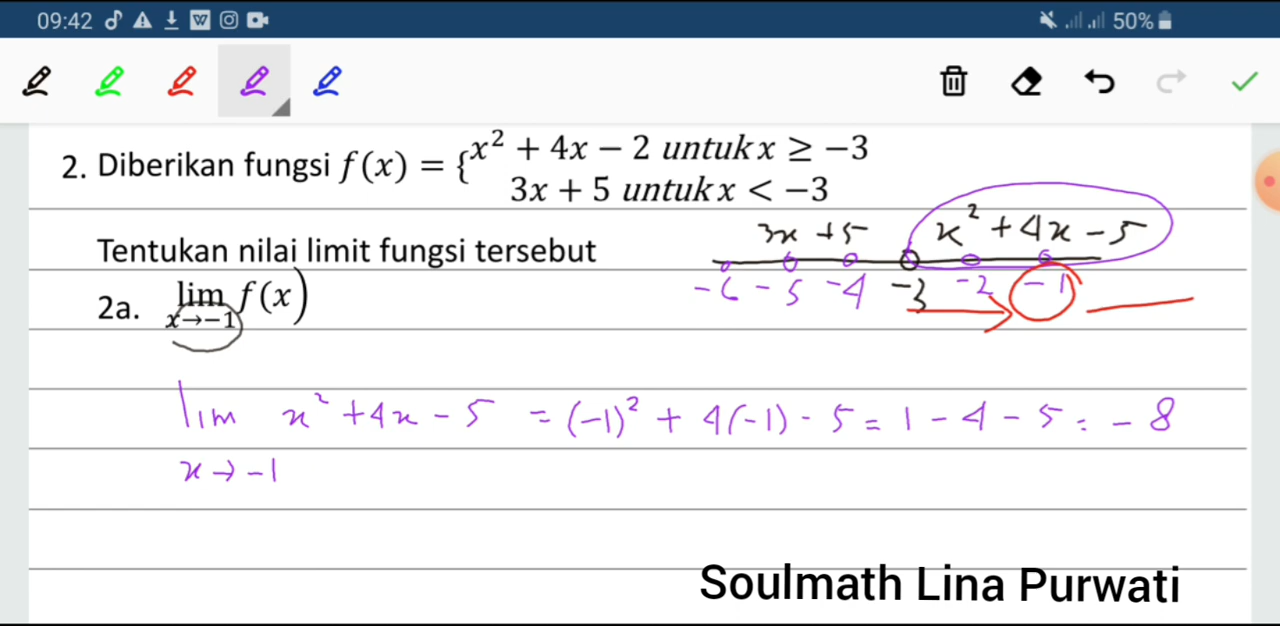 09:42 50%
2. Diberikan fungsi f(x) = {x² + 4x − 2 untuk x ≥ −3
3x + 5 untuk x < −3
3x + 5 x² + 4x − 5
Tentukan nilai limit fungsi tersebut
-6 -5 -4 -3 -2 -1
2a. lim f(x)
x→−1
lim x² + 4x − 5 = (-1)² + 4(-1) - 5 = 1 - 4 - 5 = - 8
x → -1
Soulmath Lina Purwati